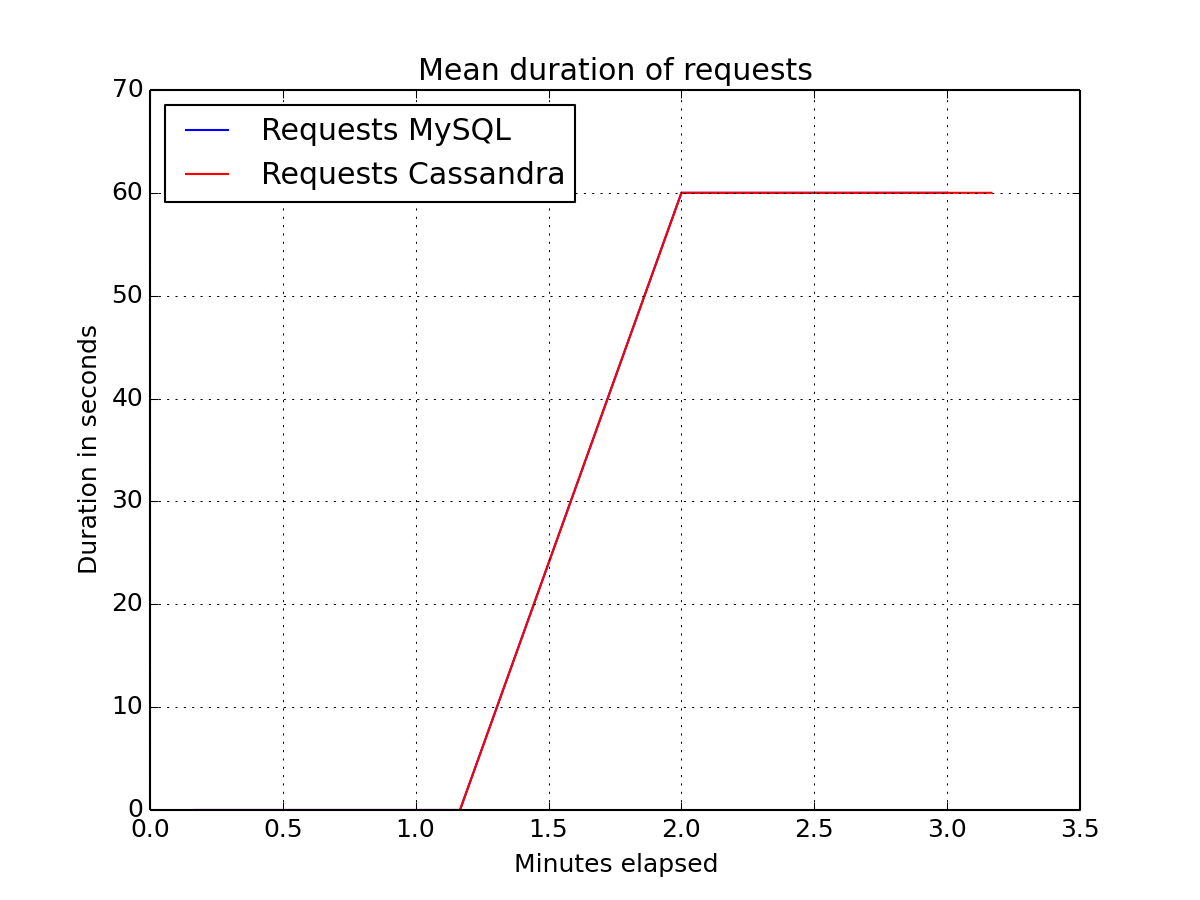 Mean duration of requests
70
Requests MySQL
Requests Cassandra
60
50
40
30
20
10
0
Duration in seconds
0.0 0.5 1.0 1.5 2.0 2.5 3.0 3.5
Minutes elapsed